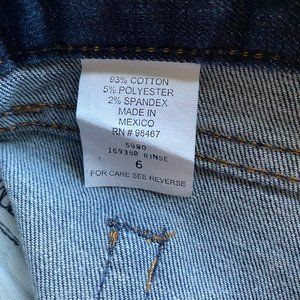 93% COTTON
5% POLYESTER
2% SPANDEX
MADE IN
MEXICO
RN # 98467
5980
169368 RINSE
6
FOR CARE SEE REVERSE